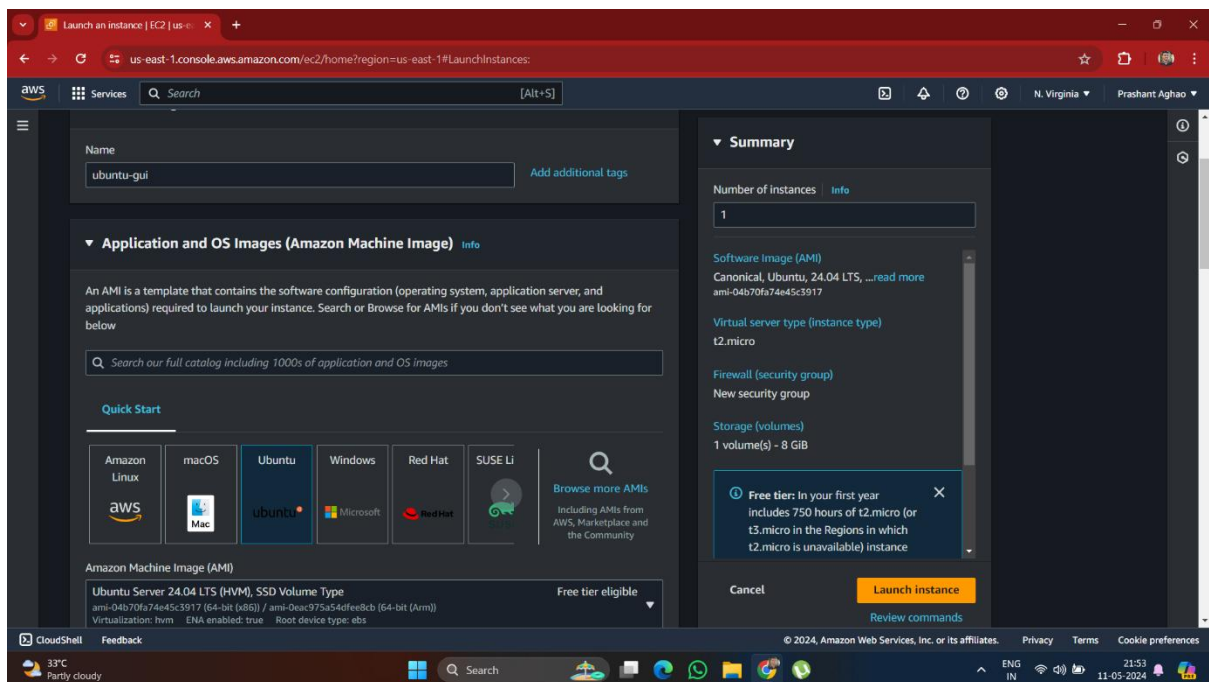 Launch an instance | EC2 | us-e
us-east-1.console.aws.amazon.com/ec2/home?region=us-east-1#LaunchInstances:
aws
Services
Search
[Alt+S]
N. Virginia
Prashant Aghao
Name
ubuntu-gui
Add additional tags
Application and OS Images (Amazon Machine Image) Info
An AMI is a template that contains the software configuration (operating system, application server, and
applications) required to launch your instance. Search or Browse for AMIs if you don't see what you are looking for
below
Search our full catalog including 1000s of application and OS images
Quick Start
Amazon
Linux
aws
macOS
Mac
Ubuntu
ubuntu
Windows
Microsoft
Red Hat
Red Hat
SUSE Li
Browse more AMIs
Including AMIs from
AWS, Marketplace and
the Community
Amazon Machine Image (AMI)
Ubuntu Server 24.04 LTS (HVM), SSD Volume Type
Free tier eligible
ami-04b70fa74e45c3917 (64-bit (x86)) / ami-0eac975a54dfee8cb (64-bit (Arm))
Virtualization: hvm ENA enabled: true Root device type: ebs
Summary
Number of instances Info
1
Software Image (AMI)
Canonical, Ubuntu, 24.04 LTS, ...read more
ami-04b70fa74e45c3917
Virtual server type (instance type)
t2.micro
Firewall (security group)
New security group
Storage (volumes)
1 volume(s) - 8 GiB
Free tier: In your first year
includes 750 hours of t2.micro (or
t3.micro in the Regions in which
t2.micro is unavailable) instance
Cancel
Launch instance
Review commands
CloudShell
Feedback
© 2024, Amazon Web Services, Inc. or its affiliates.
Privacy
Terms
Cookie preferences
33°C
Partly cloudy
Search
ENG
IN
21:53
11-05-2024